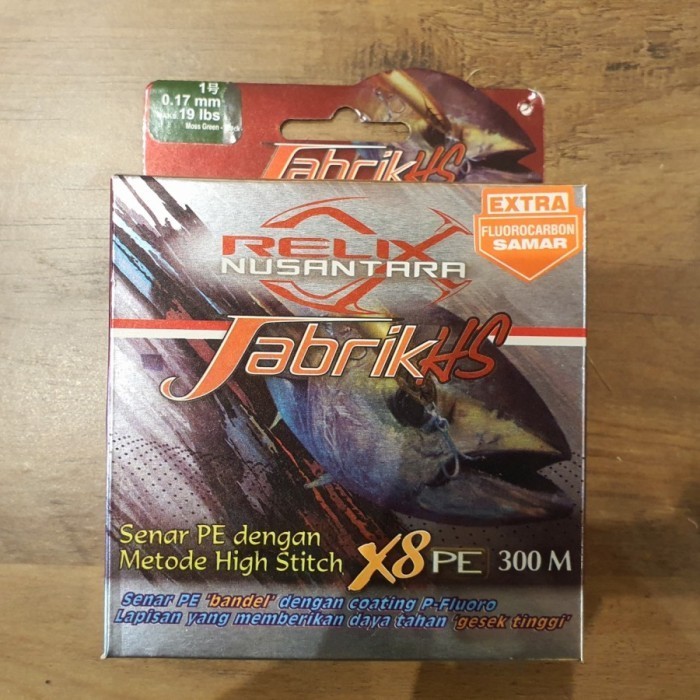 1号
0.17 mm
19 lbs
Moss Green -
JabrikHS
EXTRA
FLUOROCARBON
SAMAR
RELIX
NUSANTARA
JabrikHS
Senar PE dengan
Metode High Stitch X8 PE 300 M
Senar PE 'bandel' dengan coating P-Fluoro
Lapisan yang memberikan daya tahan 'gesek tinggi'